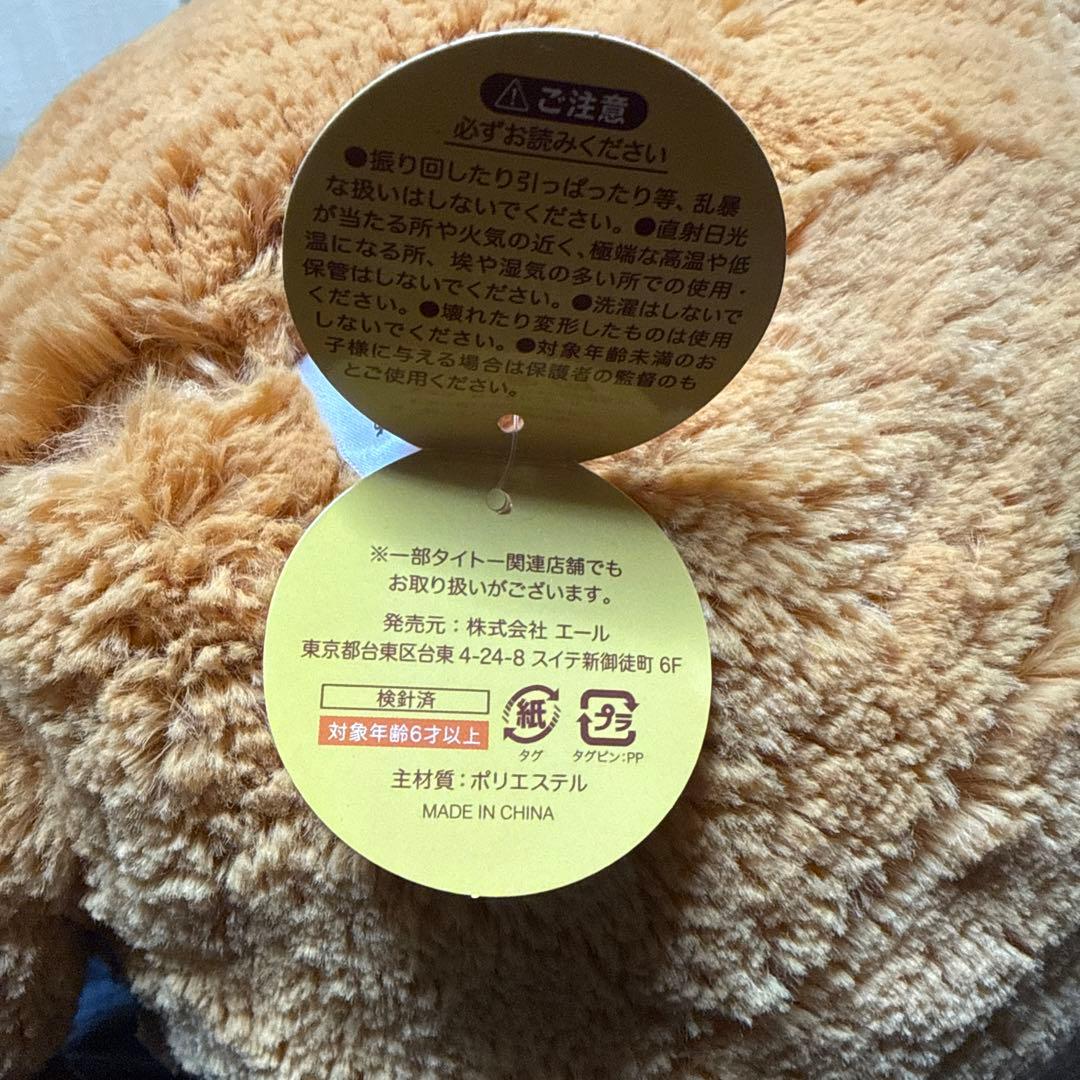 ご注意
必ずお読みください
●振り回したり引っぱったり等、乱暴
な扱いはしないでください。●直射日光
が当たる所や火気の近く、極端な高温や低
温になる所、埃や湿気の多い所での使用・
保管はしないでください。●洗濯はしないで
ください。●壊れたり変形したものは使用
しないでください。●対象年齢未満のお
子様に与える場合は保護者の監督のも
とご使用ください。
※一部タイトー関連店舗でも
お取り扱いがございます。
発売元：株式会社 エール
東京都台東区台東 4-24-8 スイテ新御徒町 6F
検針済
対象年齢6才以上
紙
タグ
プラ
タグピン：PP
主材質：ポリエステル
MADE IN CHINA